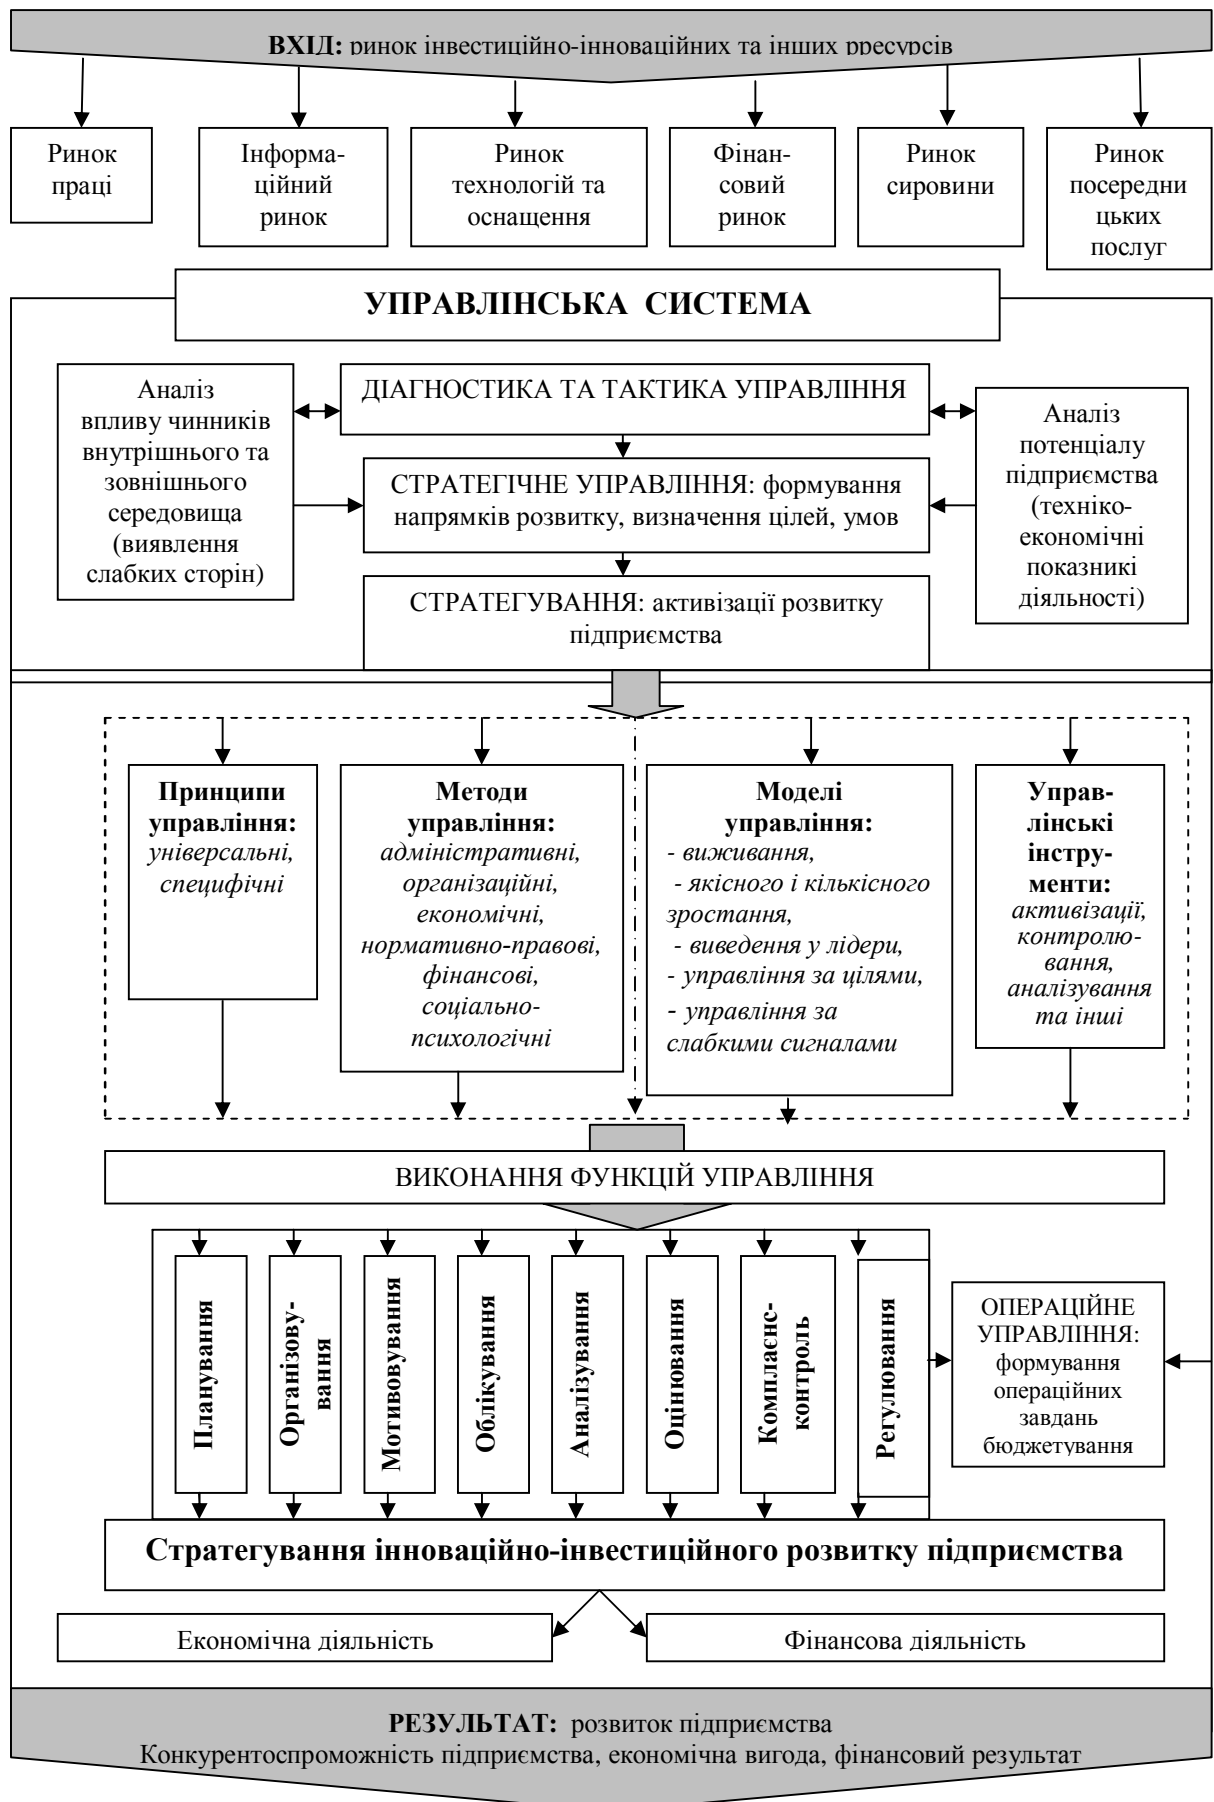 ВХІД: ринок інвестиційно-інноваційних та інших рресурсів
Ринок
праці
Інформа-
ційний
ринок
Ринок
технологій та
оснащення
Фінан-
совий
ринок
Ринок
сировини
Ринок
посередни
цьких
послуг
УПРАВЛІНСЬКА СИСТЕМА
Аналіз
впливу чинників
внутрішнього та
зовнішнього
середовища
(виявлення
слабких сторін)
ДІАГНОСТИКА ТА ТАКТИКА УПРАВЛІННЯ
СТРАТЕГІЧНЕ УПРАВЛІННЯ: формування
напрямків розвитку, визначення цілей, умов
СТРАТЕГУВАННЯ: активізації розвитку
підприємства
Аналіз
потенціалу
підприємства
(техніко-
економічні
показникі
діяльності)
Принципи
управління:
універсальні,
специфічні
Методи
управління:
адміністративні,
організаційні,
економічні,
нормативно-правові,
фінансові,
соціально-
психологічні
Моделі
управління:
- виживання,
- якісного і кількісного
зростання,
- виведення у лідери,
- управління за цілями,
- управління за
слабкими сигналами
Управ-
лінські
інстру-
менти:
активізації,
контролю-
вання,
аналізування
та інші
ВИКОНАННЯ ФУНКЦІЙ УПРАВЛІННЯ
Планування
Організову-
вання
Мотивовування
Облікування
Аналізування
Оцінювання
Комплаєнс-
контроль
Регулювання
ОПЕРАЦІЙНЕ
УПРАВЛІННЯ:
формування
операційних
завдань
бюджетування
Стратегування інноваційно-інвестиційного розвитку підприємства
Економічна діяльність
Фінансова діяльність
РЕЗУЛЬТАТ: розвиток підприємства
Конкурентоспроможність підприємства, економічна вигода, фінансовий результат